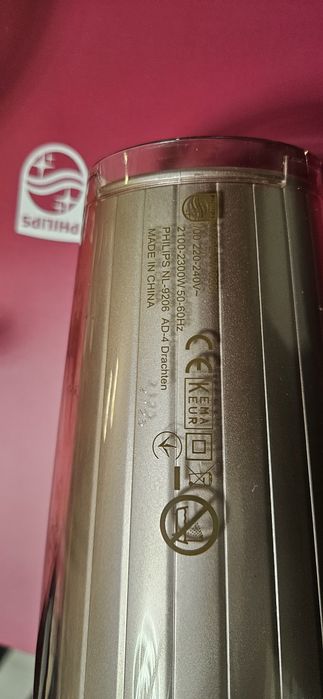 PHILIPS
220-240V~
2100-2300W 50-60Hz
PHILIPS NL-9206 AD-4 Drachten
MADE IN CHINA
CE
KEMA
KEUR